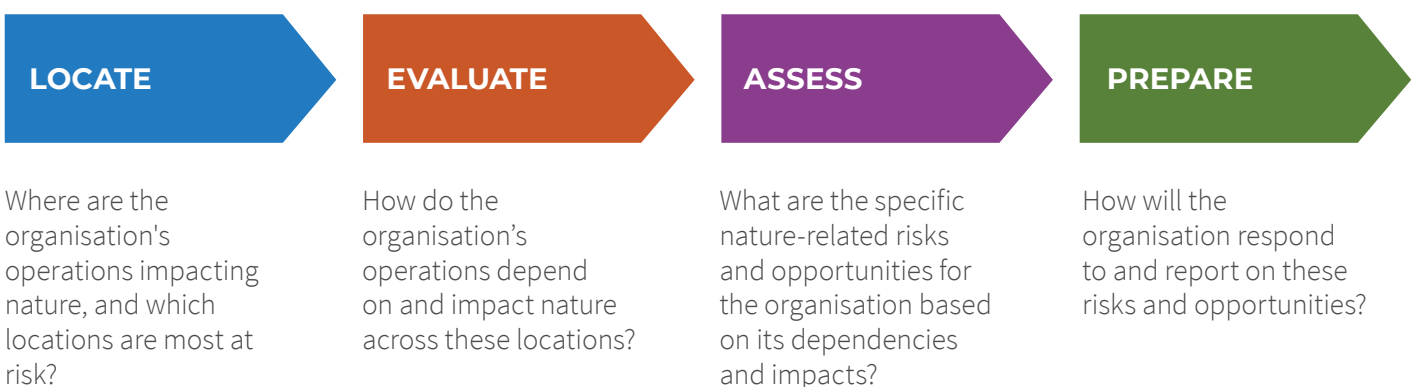 LOCATE
Where are the
organisation's
operations impacting
nature, and which
locations are most at
risk?
EVALUATE
How do the
organisation’s
operations depend
on and impact nature
across these locations?
ASSESS
What are the specific
nature-related risks
and opportunities for
the organisation based
on its dependencies
and impacts?
PREPARE
How will the
organisation respond
to and report on these
risks and opportunities?